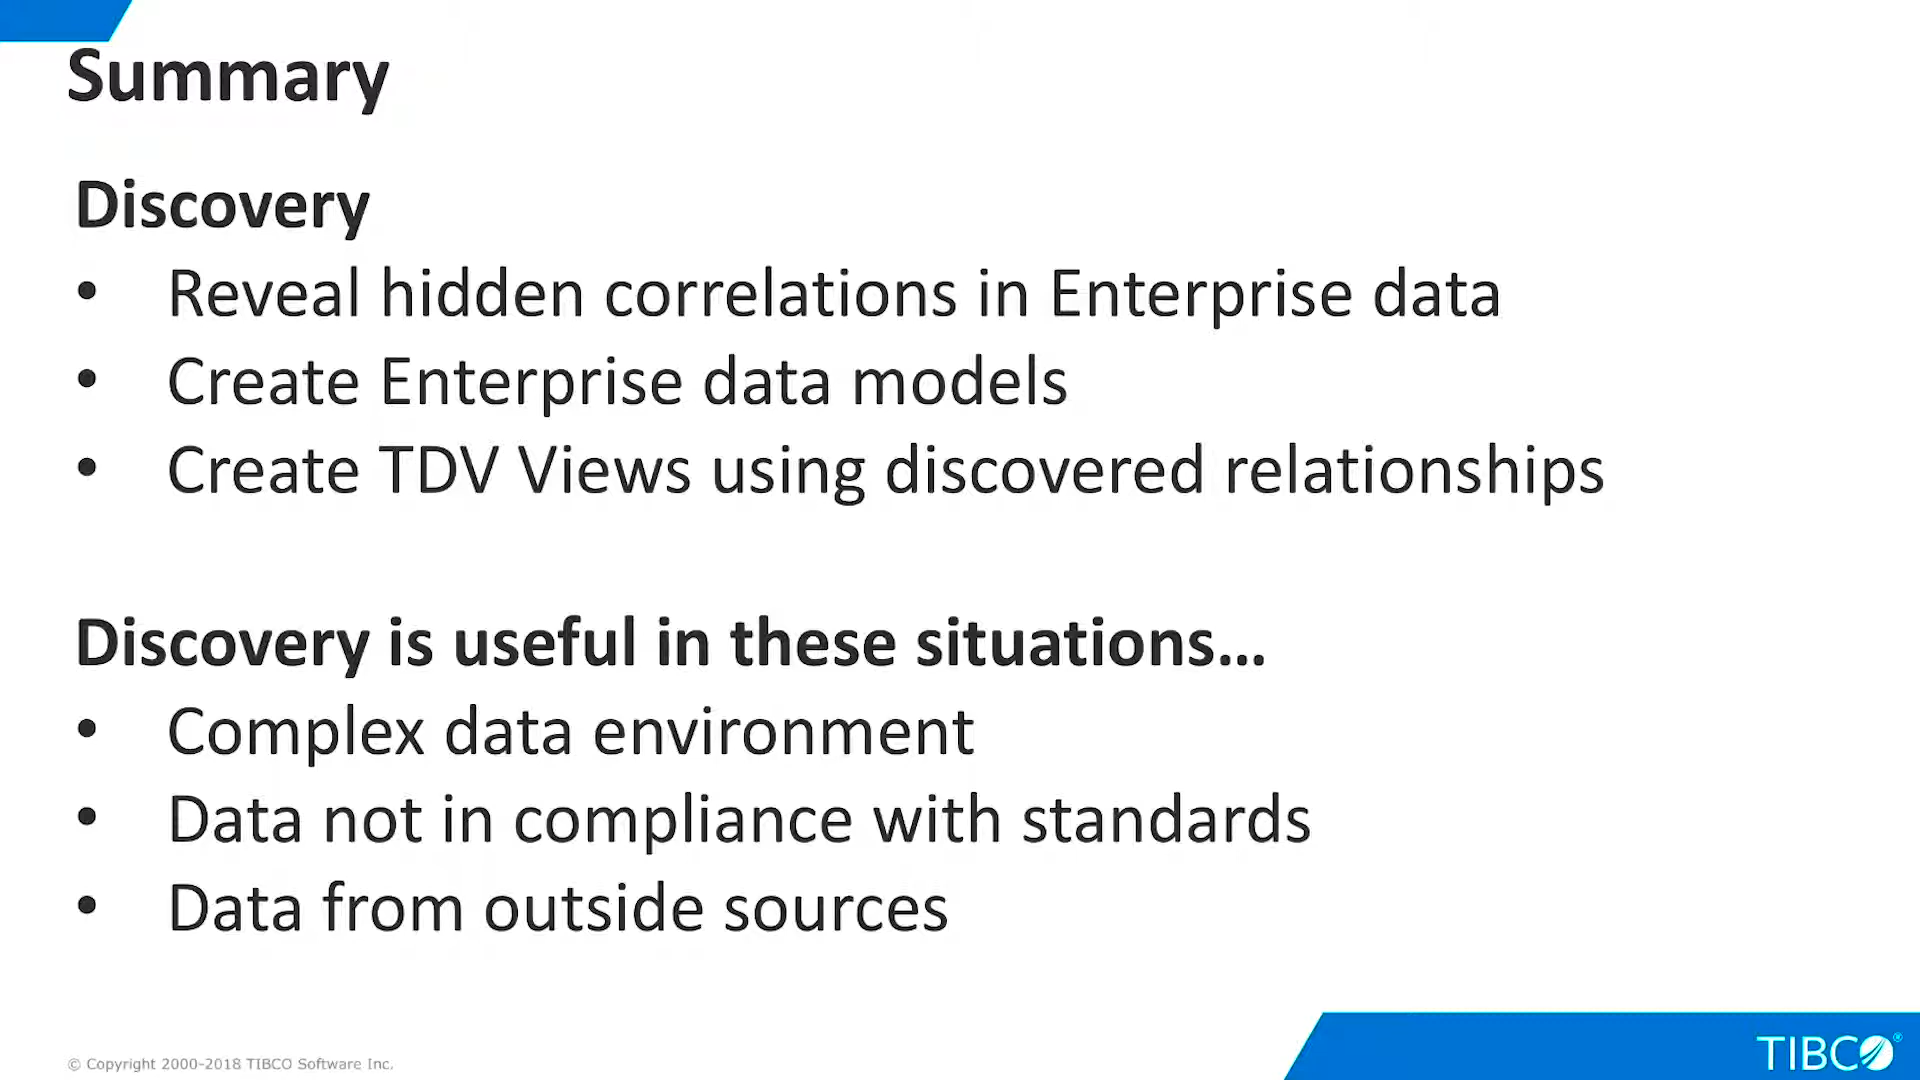 Summary
Discovery
• Reveal hidden correlations in Enterprise data
• Create Enterprise data models
• Create TDV Views using discovered relationships
Discovery is useful in these situations...
• Complex data environment
• Data not in compliance with standards
• Data from outside sources
© Copyright 2000-2018 TIBCO Software Inc.
TIBCO®